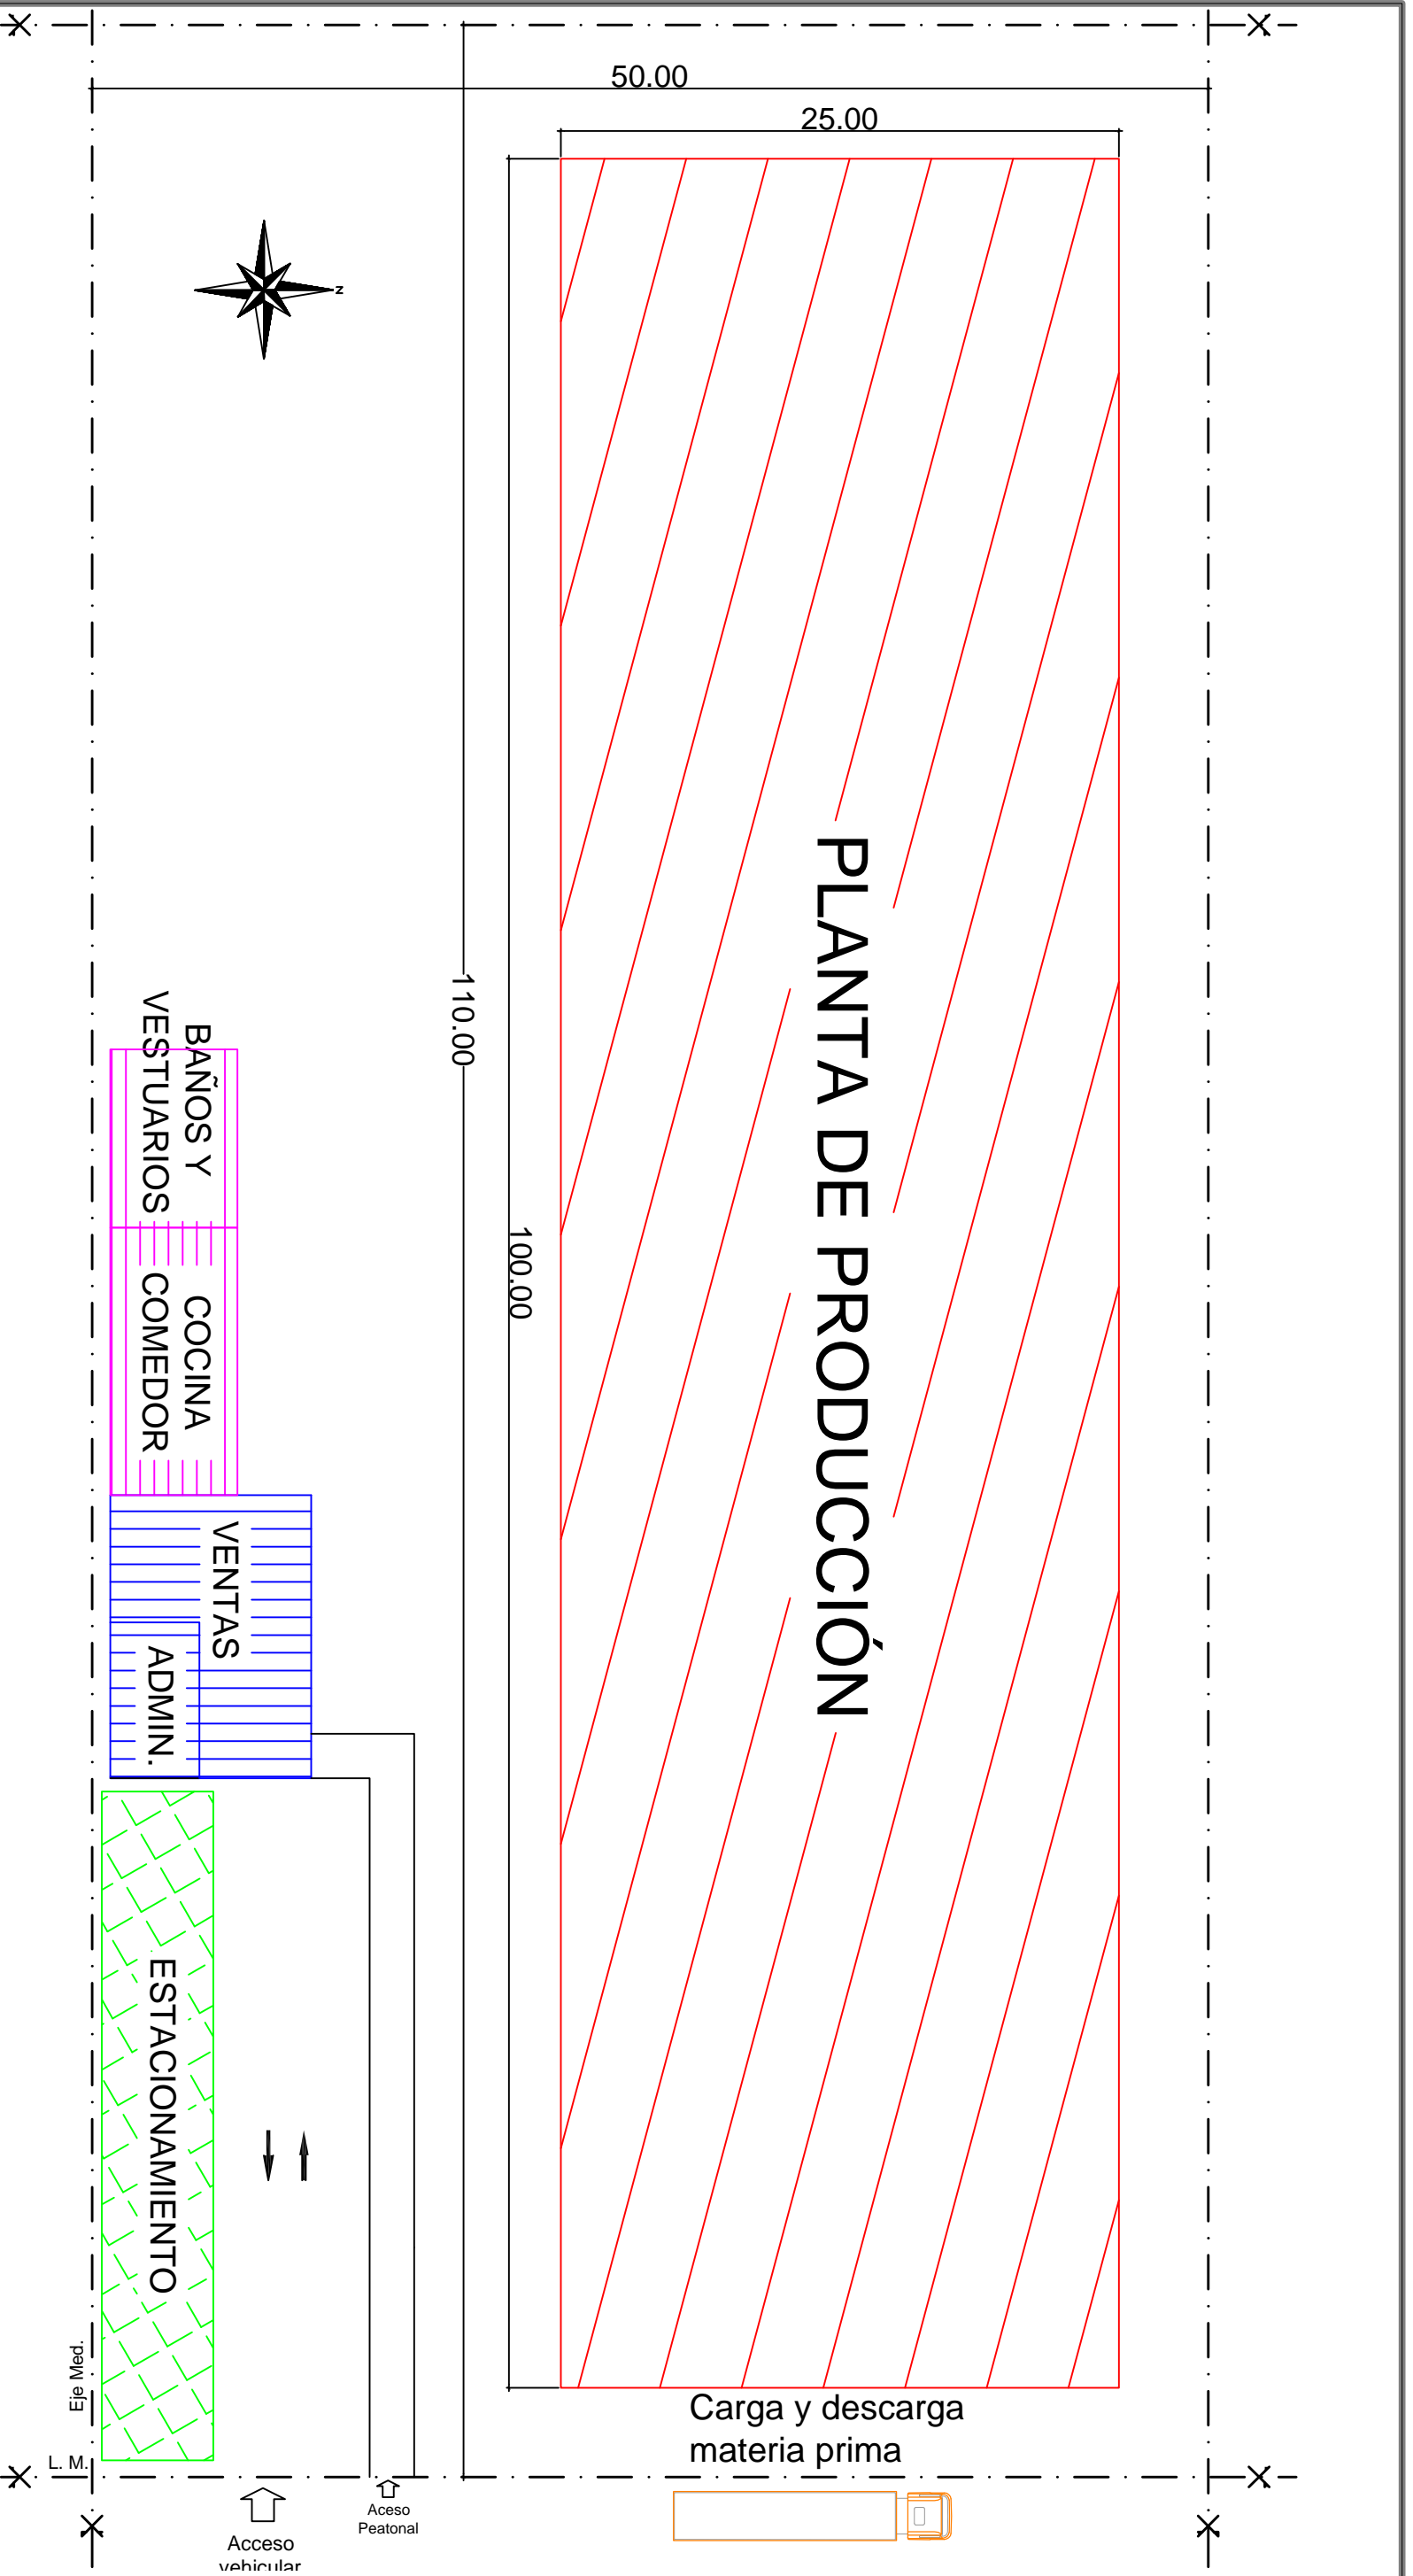 50.00
25.00
N
110.00
100.00
PLANTA DE PRODUCCIÓN
BAÑOS Y
VESTUARIOS
COCINA
COMEDOR
VENTAS
ADMIN.
ESTACIONAMIENTO
Eje Med.
L. M.
Carga y descarga
materia prima
Aceso
Peatonal
Acceso
vehicular